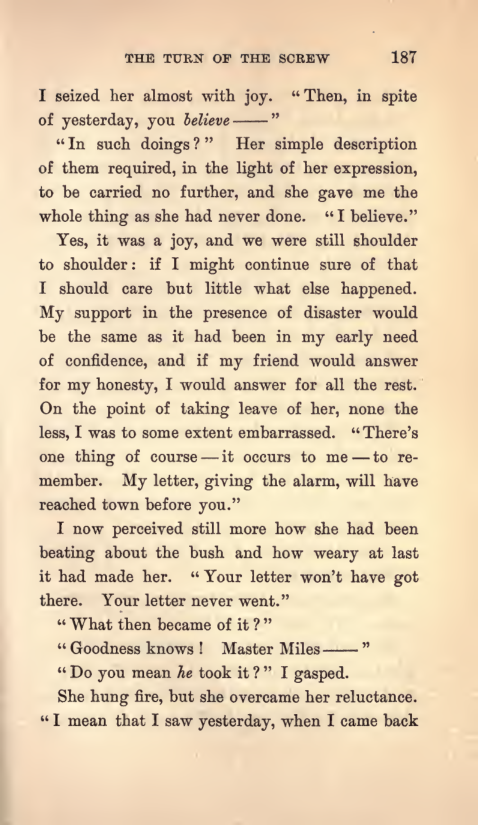 THE TURN OF THE SCREW 187
I seized her almost with joy. “Then, in spite
of yesterday, you believe——”
“In such doings?” Her simple description
of them required, in the light of her expression,
to be carried no further, and she gave me the
whole thing as she had never done. “I believe.”
Yes, it was a joy, and we were still shoulder
to shoulder: if I might continue sure of that
I should care but little what else happened.
My support in the presence of disaster would
be the same as it had been in my early need
of confidence, and if my friend would answer
for my honesty, I would answer for all the rest.
On the point of taking leave of her, none the
less, I was to some extent embarrassed. “There’s
one thing of course—it occurs to me—to re-
member. My letter, giving the alarm, will have
reached town before you.”
I now perceived still more how she had been
beating about the bush and how weary at last
it had made her. “Your letter won’t have got
there. Your letter never went.”
“What then became of it?”
“Goodness knows! Master Miles——”
“Do you mean he took it?” I gasped.
She hung fire, but she overcame her reluctance.
“I mean that I saw yesterday, when I came back